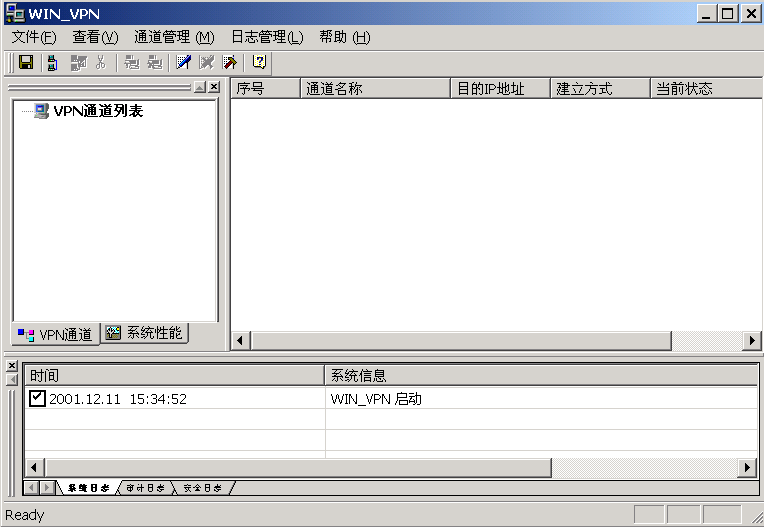 WIN_VPN
文件(F) 查看(V) 通道管理 (M) 日志管理(L) 帮助 (H)
序号 通道名称 目的IP地址 建立方式 当前状态
VPN通道列表
VPN通道 系统性能
时间 系统信息
2001.12.11 15:34:52 WIN_VPN 启动
系统日志 审计日志 安全日志
Ready